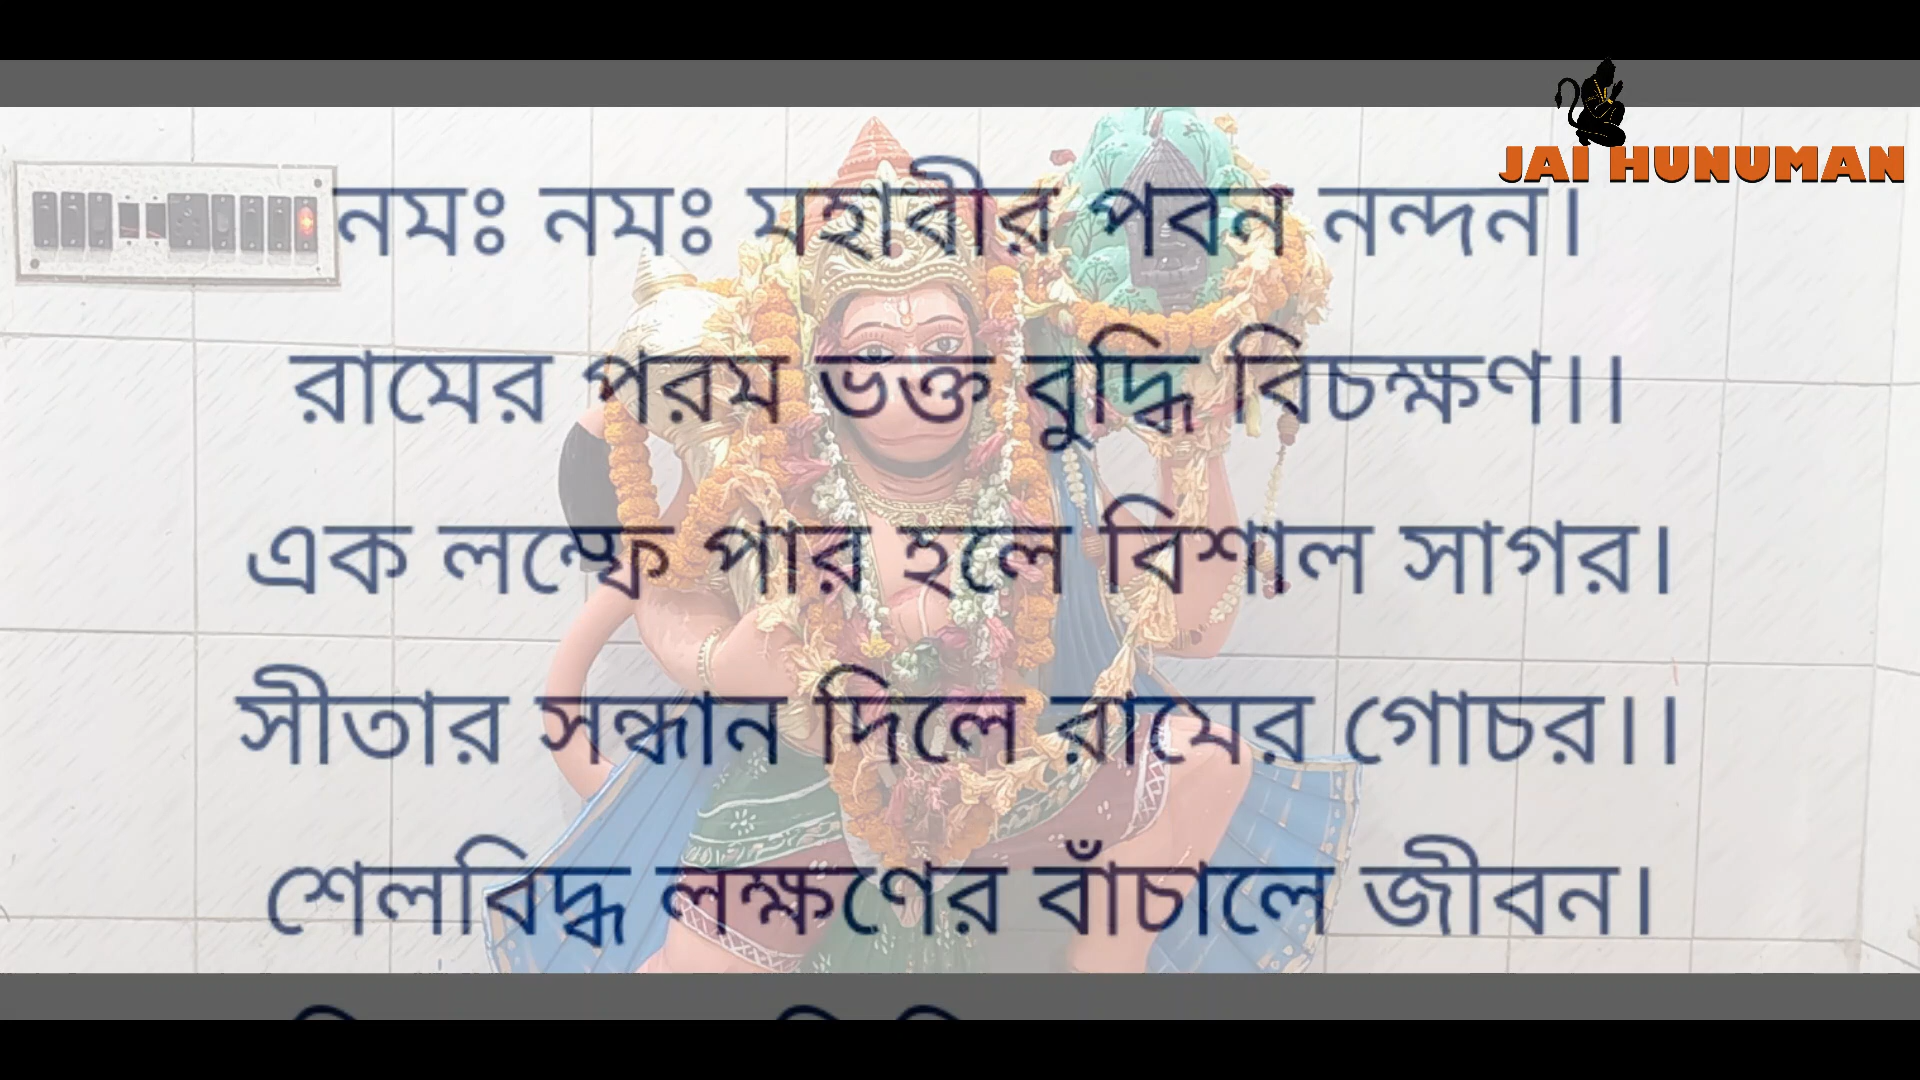 JAI HUNUMAN
নমঃ নমঃ মহাবীর পবন নন্দন।
রামের পরম ভক্ত বুদ্ধি বিচক্ষণ।।
এক লম্ফে পার হলে বিশাল সাগর।
সীতার সন্ধান দিলে রামের গোচর।।
শেলবিদ্ধ লক্ষণের বাঁচালে জীবন।